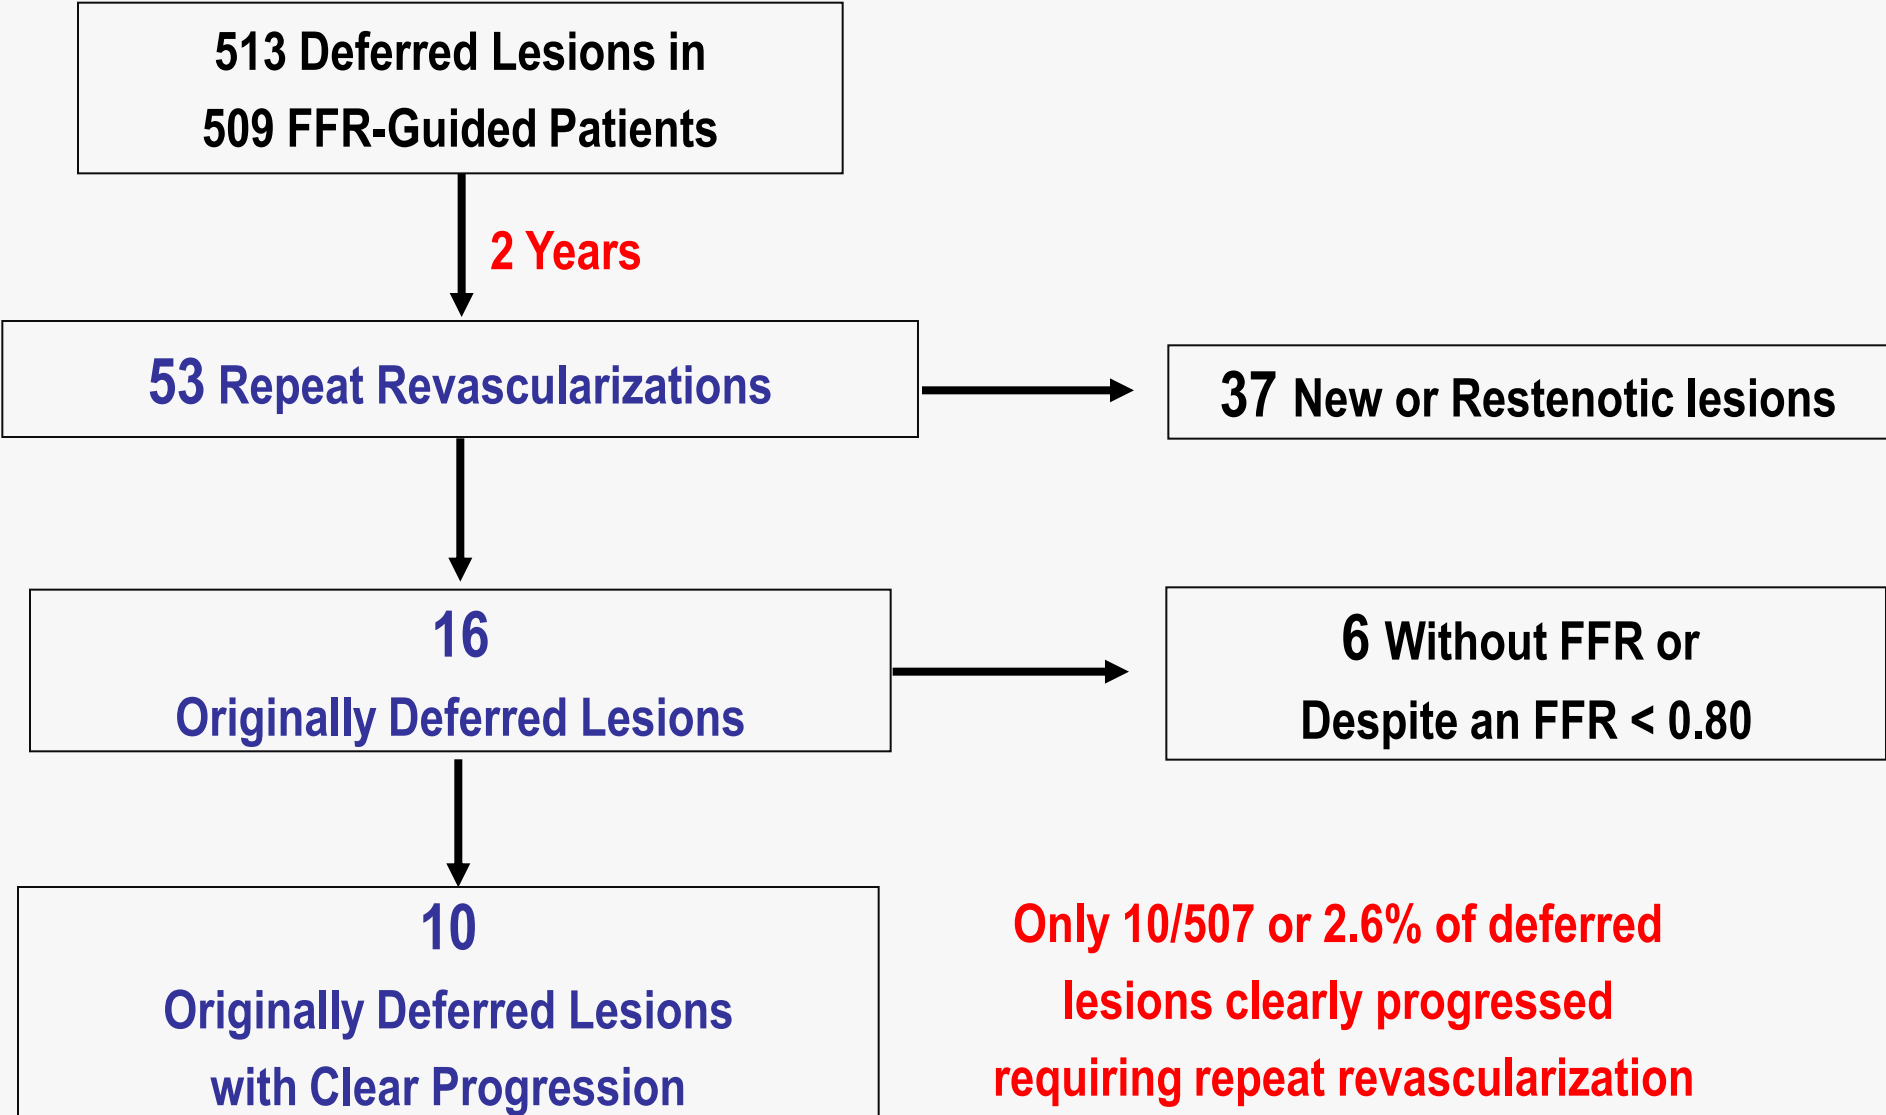 513 Deferred Lesions in
509 FFR-Guided Patients
2 Years
53 Repeat Revascularizations
37 New or Restenotic lesions
16
Originally Deferred Lesions
6 Without FFR or
Despite an FFR < 0.80
10
Originally Deferred Lesions
with Clear Progression
Only 10/507 or 2.6% of deferred
lesions clearly progressed
requiring repeat revascularization